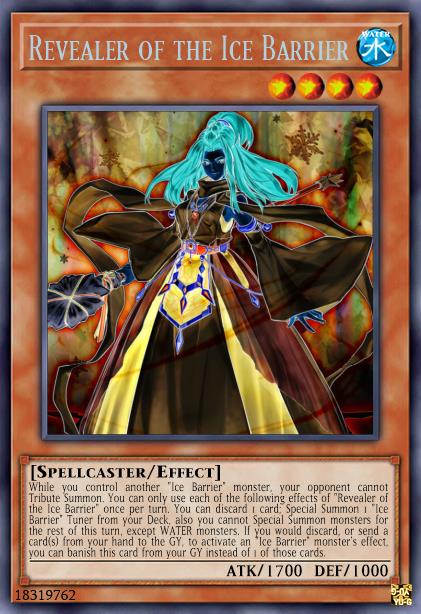 Revealer of the Ice Barrier
WATER
水
[Spellcaster/Effect]
While you control another "Ice Barrier" monster, your opponent cannot
Tribute Summon. You can only use each of the following effects of "Revealer
of the Ice Barrier" once per turn. You can discard 1 card; Special Summon 1 "Ice
Barrier" Tuner from your Deck, also you cannot Special Summon monsters for
the rest of this turn, except WATER monsters. If you would discard, or send a
card(s) from your hand to the GY, to activate an "Ice Barrier" monster's effect,
you can banish this card from your GY instead of 1 of those cards.
ATK/1700 DEF/1000
18319762